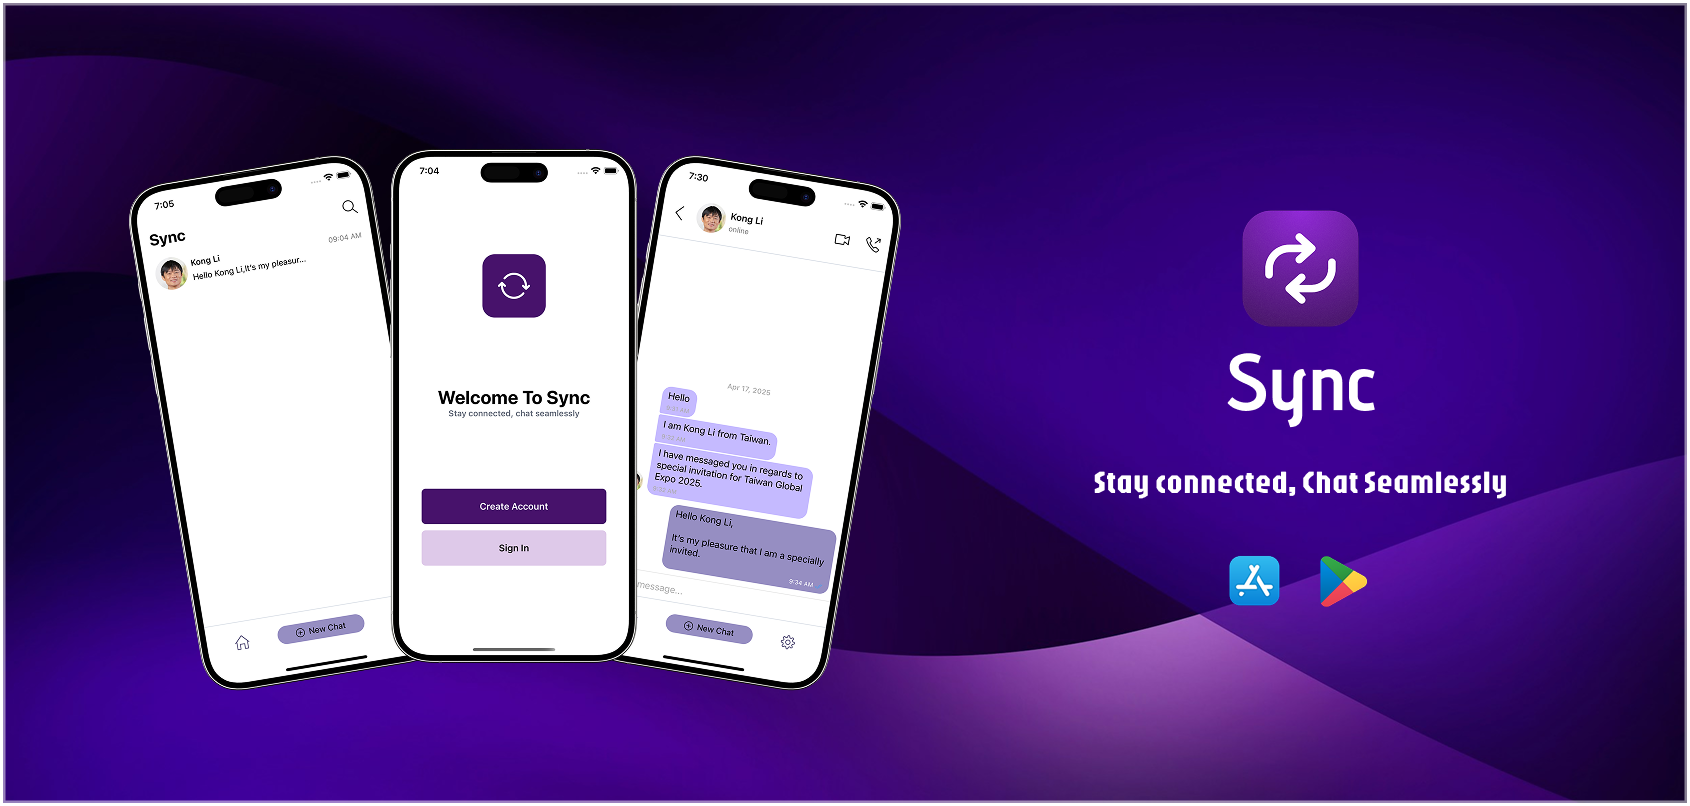 7:05
Sync
09:04 AM
Kong Li
Hello Kong Li,It's my pleasur...
New Chat
7:04
Welcome To Sync
Stay connected, chat seamlessly
Create Account
Sign In
7:30
Kong Li
online
Apr 17, 2025
Hello
9:31 AM
I am Kong Li from Taiwan.
9:32 AM
I have messaged you in regards to
special invitation for Taiwan Global
Expo 2025.
Hello Kong Li,
It's my pleasure that I am a specially
invited.
9:34 AM
message...
New Chat
Sync
Stay connected, Chat Seamlessly